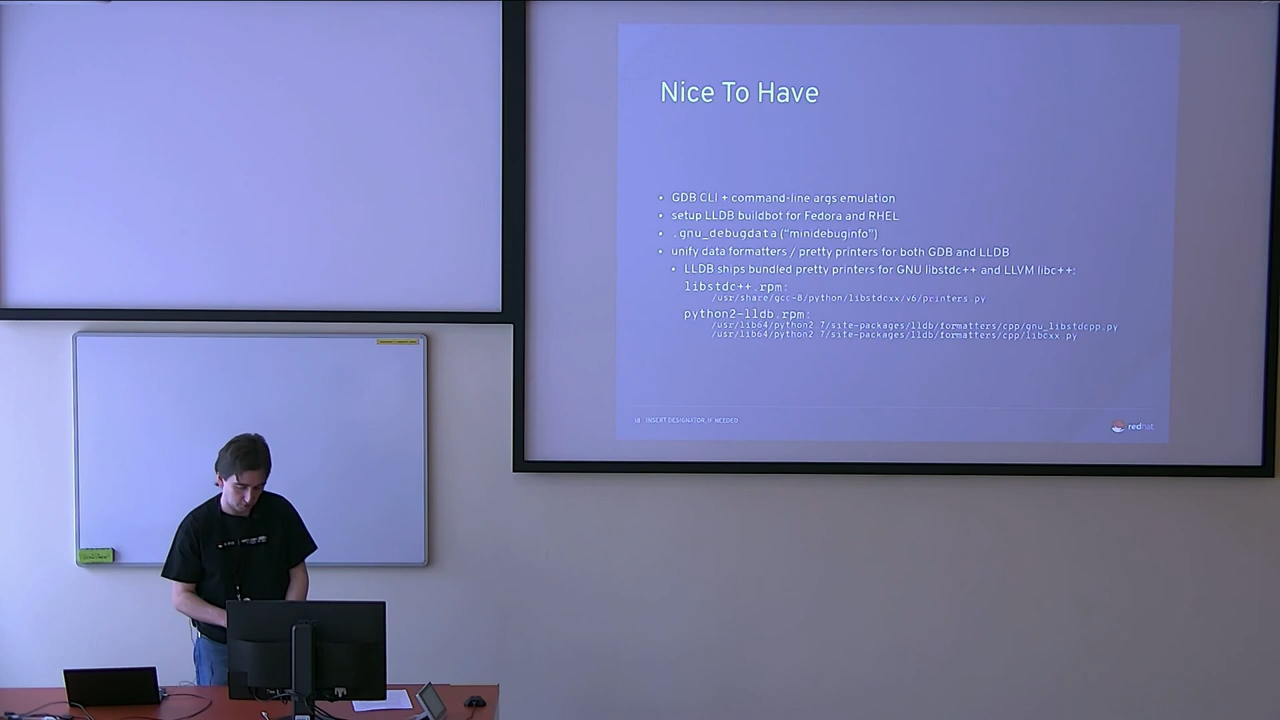 Nice To Have
• GDB CLI + command-line args emulation
• setup LLDB buildbot for Fedora and RHEL
• .gnu_debugdata (“minidebuginfo”)
• unify data formatters / pretty printers for both GDB and LLDB
• LLDB ships bundled pretty printers for GNU libstdc++ and LLVM libc++:
libstdc++.rpm:
/usr/share/gcc-8/python/libstdcxx/v6/printers.py
python2-lldb.rpm:
/usr/lib64/python2.7/site-packages/lldb/formatters/cpp/gnu_libstdcpp.py
/usr/lib64/python2.7/site-packages/lldb/formatters/cpp/libcxx.py
18 INSERT DESIGNATOR, IF NEEDED
redhat